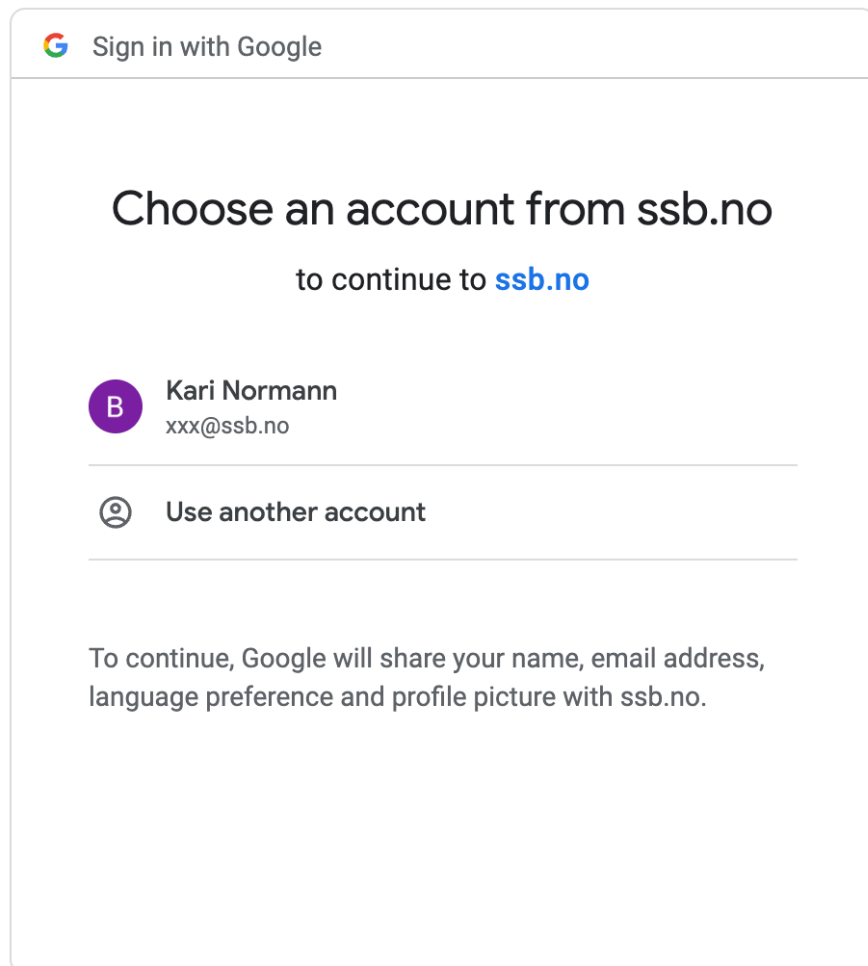 Sign in with Google
Choose an account from ssb.no
to continue to ssb.no
B
Kari Normann
xxx@ssb.no
Use another account
To continue, Google will share your name, email address,
language preference and profile picture with ssb.no.